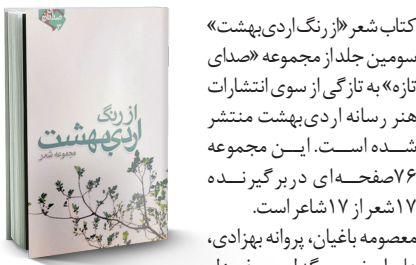 کتاب شعر «از رنگ اردی‌بهشت»
سومین جلد از مجموعه «صدای
تازه» به تازگی از سوی انتشارات
هنر رسانه اردی‌بهشت منتشر
شده است. این مجموعه
۷۶صفحه‌ای دربرگیرنده
۱۷شعر از ۱۷شاعر است.
معصومه باغیان، پروانه بهزادی،
از رنگ
اردی‌بهشت
مجموعه شعر